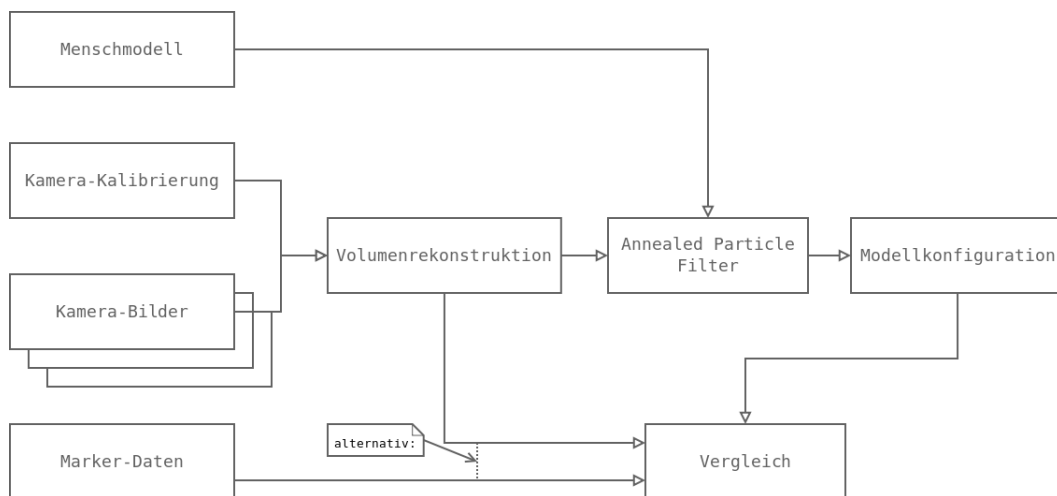 Menschmodell
Kamera-Kalibrierung
Volumenrekonstruktion
Annealed Particle
Filter
Modellkonfiguration
Kamera-Bilder
alternativ:
Marker-Daten
Vergleich